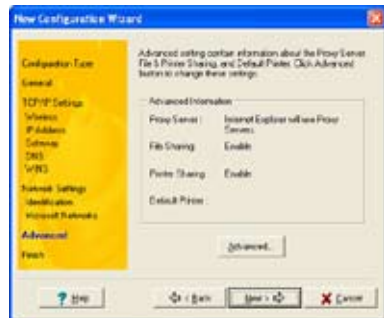 New Configuration Wizard
Configuration Type
General
TCP/IP Settings
Wireless
IP Address
Gateway
DNS
WINS
Network Settings
Identification
Microsoft Networks
Advanced
Finish
Advanced setting contain information about the Proxy Server
File & Printer Sharing, and Default Printer. Click Advanced
button to change these settings.
Advanced Information
Proxy Server : Internet Explorer will use Proxy
Servers.
File Sharing Enable
Printer Sharing Enable
Default Printer
Advanced...
Help
< Back
Next >
Cancel